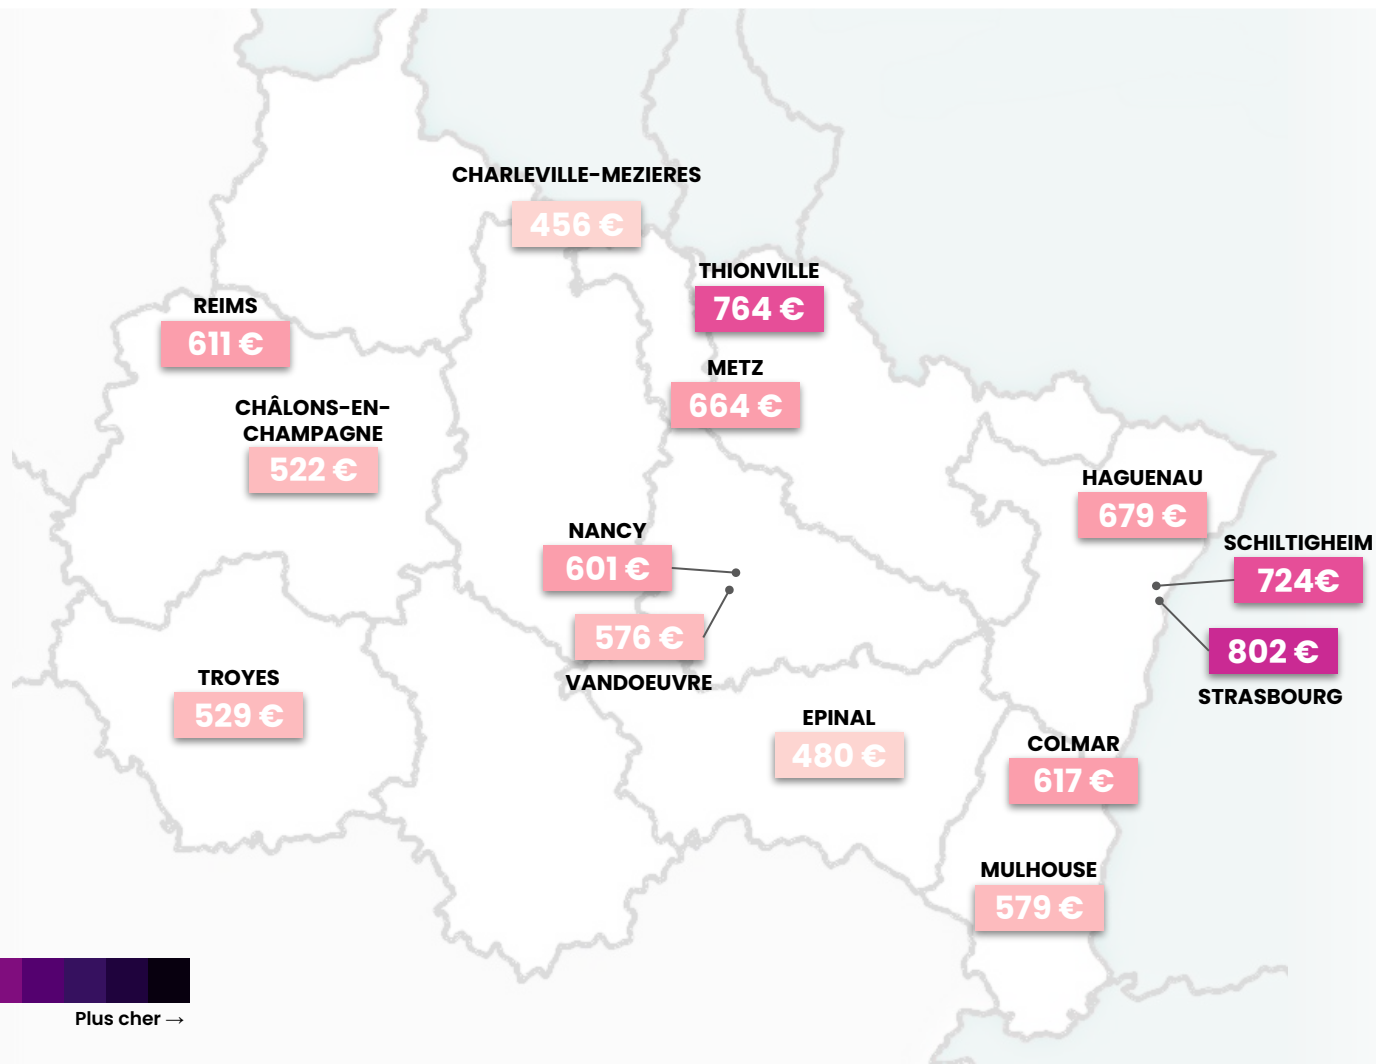 CHARLEVILLE-MEZIERES
456 €
THIONVILLE
764 €
REIMS
611 €
METZ
664 €
CHÂLONS-EN-
CHAMPAGNE
522 €
HAGUENAU
679 €
NANCY
601 €
SCHILTIGHEIM
724€
576 €
VANDOEUVRE
802 €
STRASBOURG
TROYES
529 €
EPINAL
480 €
COLMAR
617 €
MULHOUSE
579 €
Plus cher →